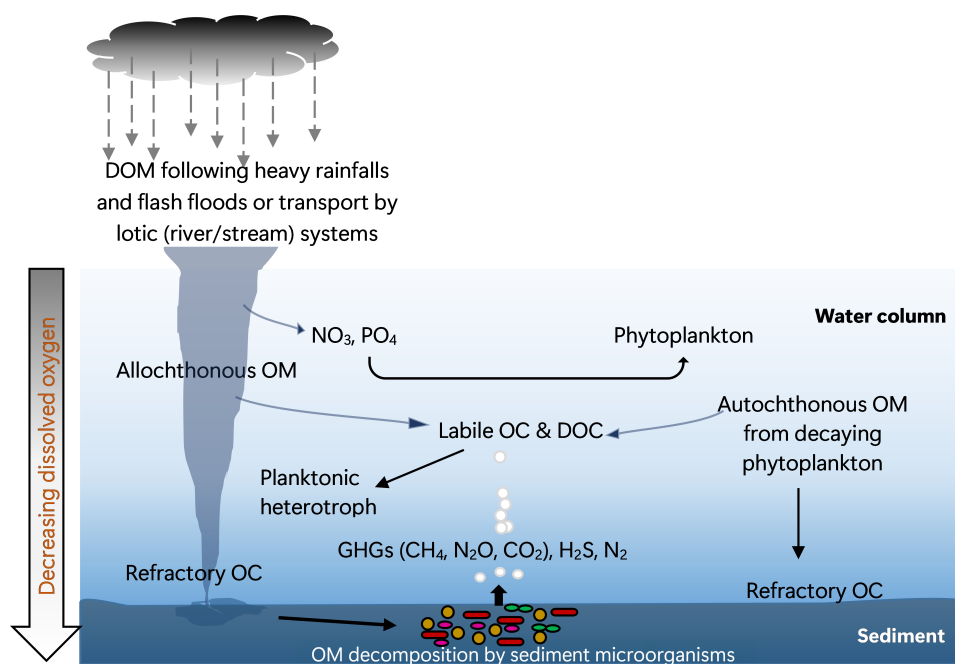 DOM following heavy rainfalls
and flash floods or transport by
lotic (river/stream) systems
Decreasing dissolved oxygen
Water column
NO₃, PO₄
Phytoplankton
Allochthonous OM
Autochthonous OM
from decaying
phytoplankton
Labile OC & DOC
Planktonic
heterotroph
GHGs (CH₄, N₂O, CO₂), H₂S, N₂
Refractory OC
Refractory OC
Sediment
OM decomposition by sediment microorganisms